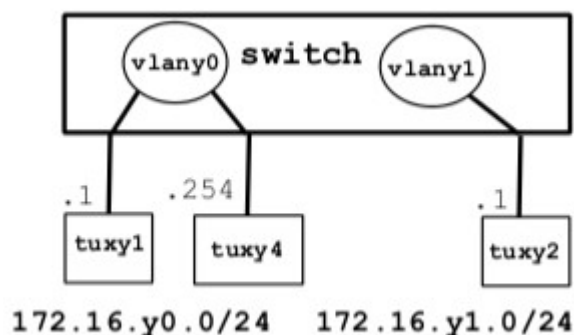 vlany0 switch vlany1
.1 .254 .1
tuxy1 tuxy4 tuxy2
172.16.y0.0/24 172.16.y1.0/24